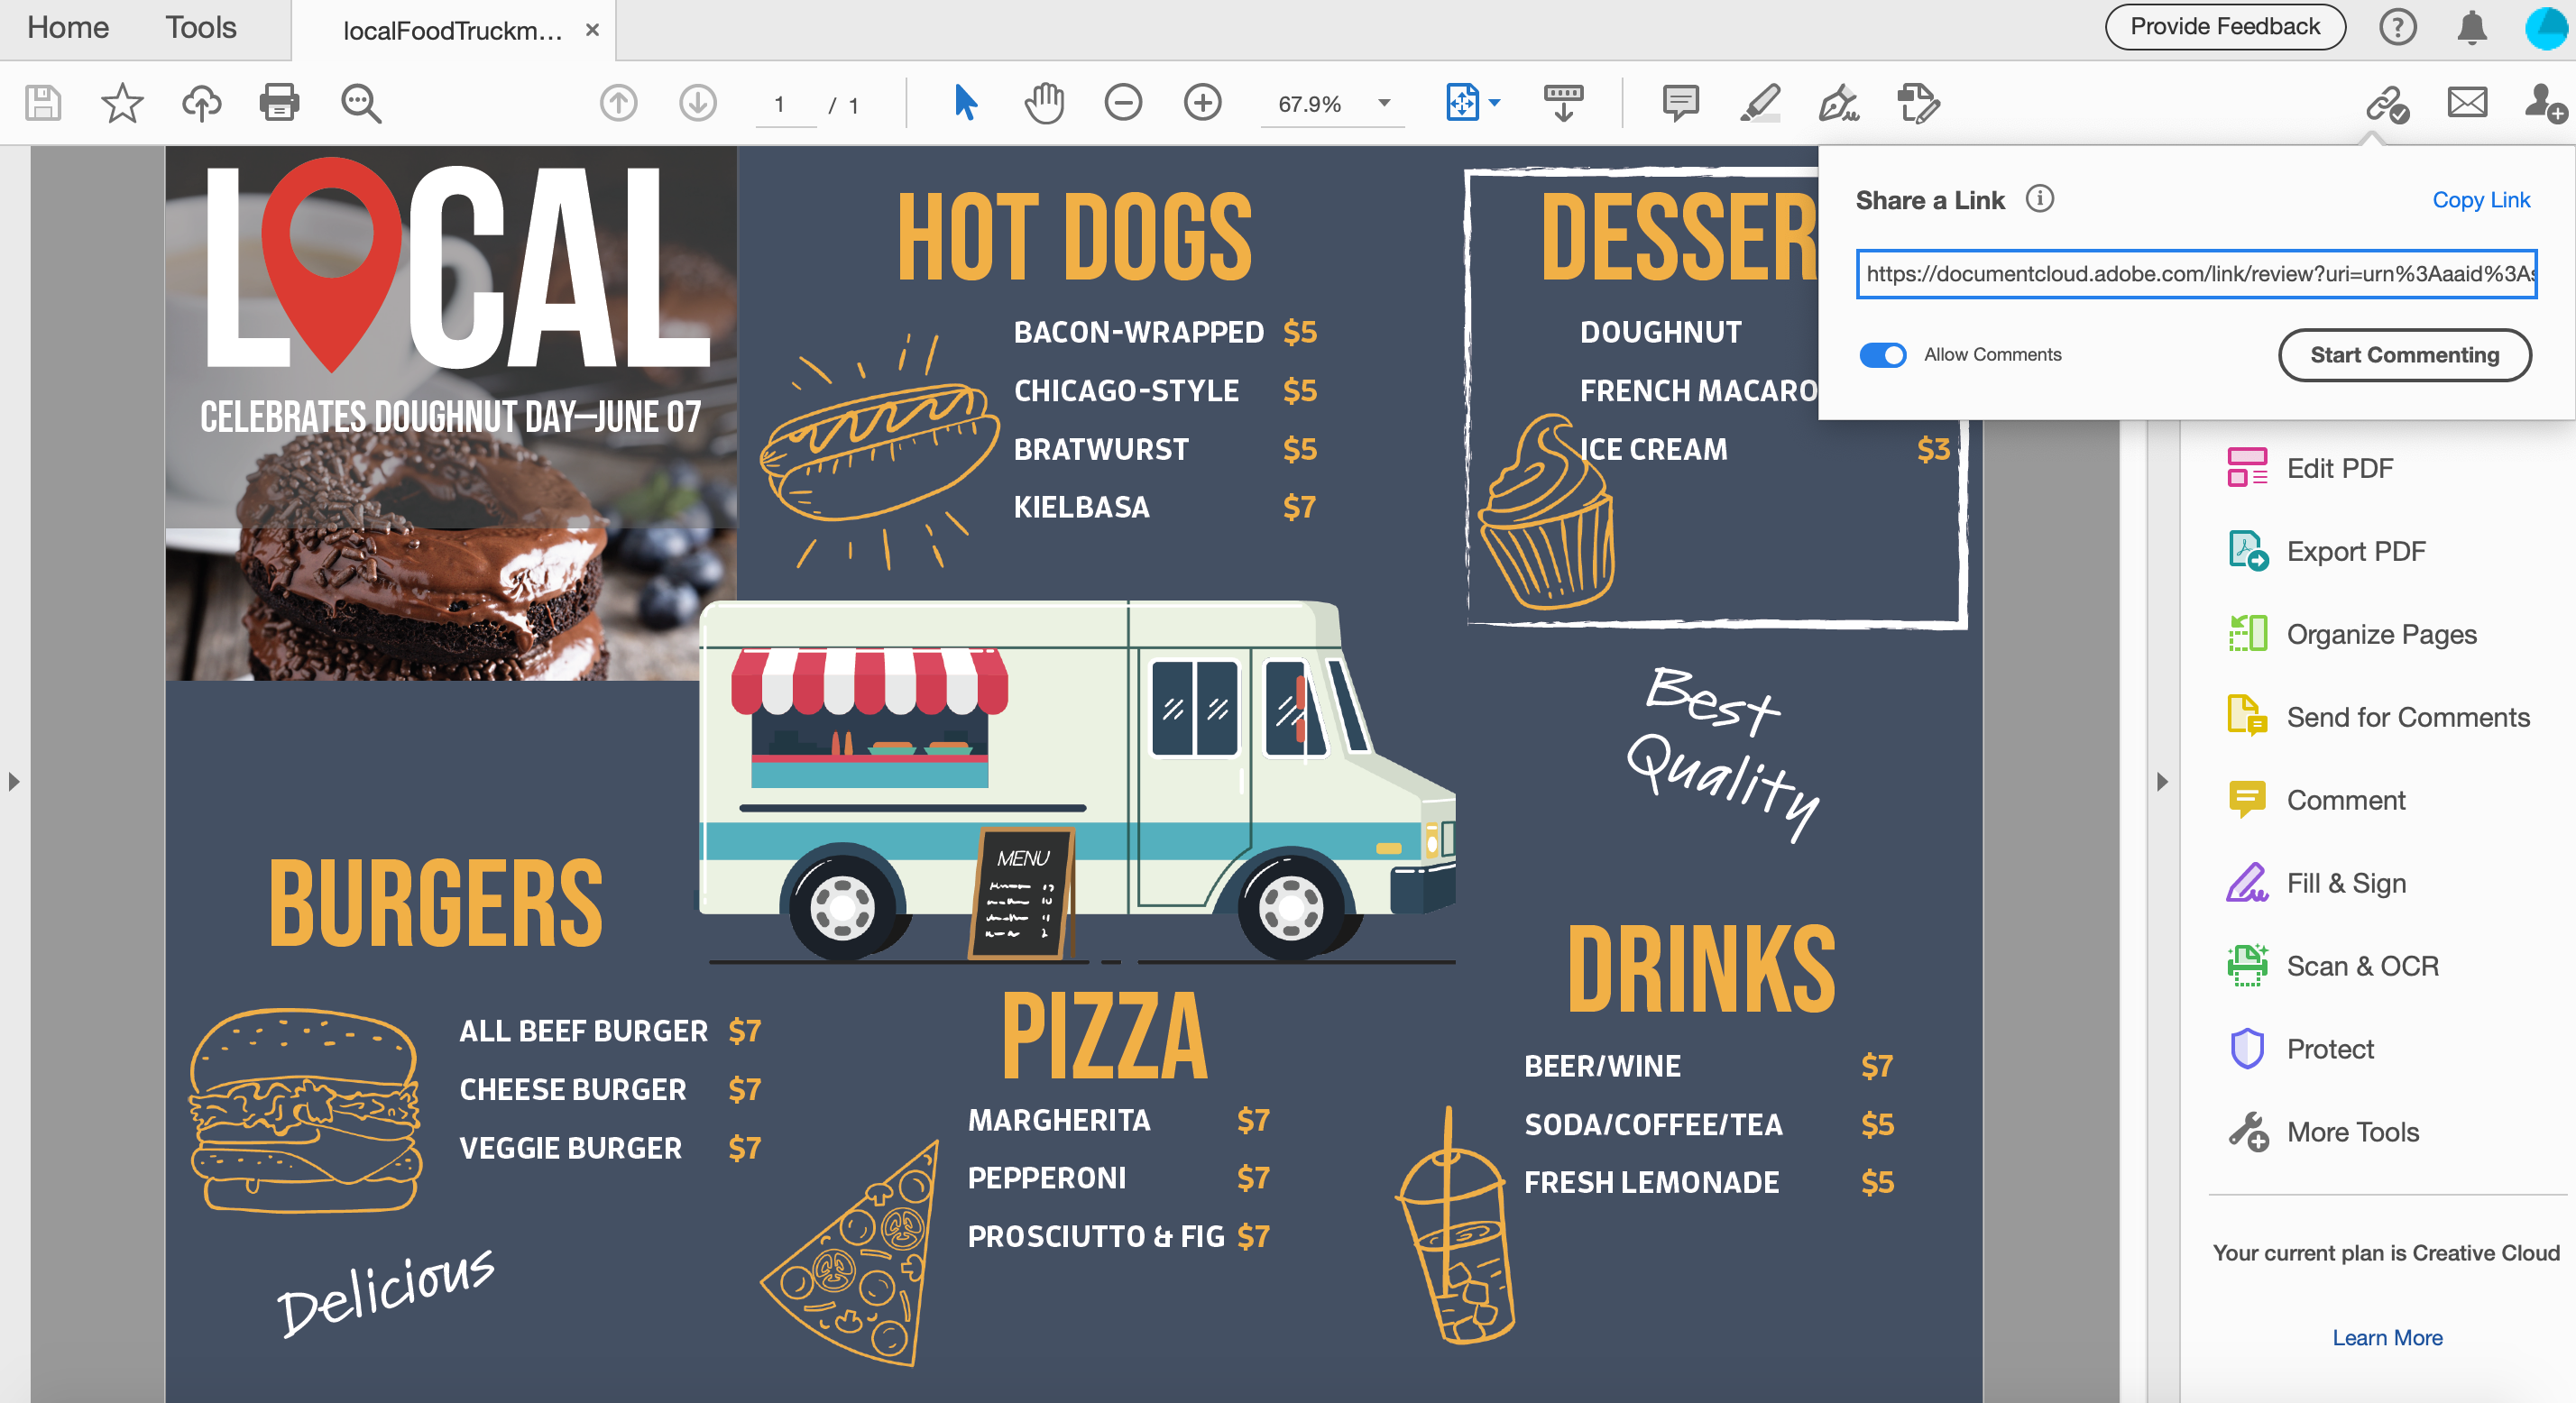 Home Tools localFoodTruckm... ×
Provide Feedback
1 / 1
67.9%
Share a Link
Copy Link
https://documentcloud.adobe.com/link/review?uri=urn%3Aaaid%3As
Allow Comments
Start Commenting
LOCAL
CELEBRATES DOUGHNUT DAY—JUNE 07
HOT DOGS
BACON-WRAPPED $5
CHICAGO-STYLE $5
BRATWURST $5
KIELBASA $7
DESSER
DOUGHNUT
FRENCH MACARO
ICE CREAM $3
MENU
Best
Quality
BURGERS
ALL BEEF BURGER $7
CHEESE BURGER $7
VEGGIE BURGER $7
Delicious
PIZZA
MARGHERITA $7
PEPPERONI $7
PROSCIUTTO & FIG $7
DRINKS
BEER/WINE $7
SODA/COFFEE/TEA $5
FRESH LEMONADE $5
Edit PDF
Export PDF
Organize Pages
Send for Comments
Comment
Fill & Sign
Scan & OCR
Protect
More Tools
Your current plan is Creative Cloud
Learn More